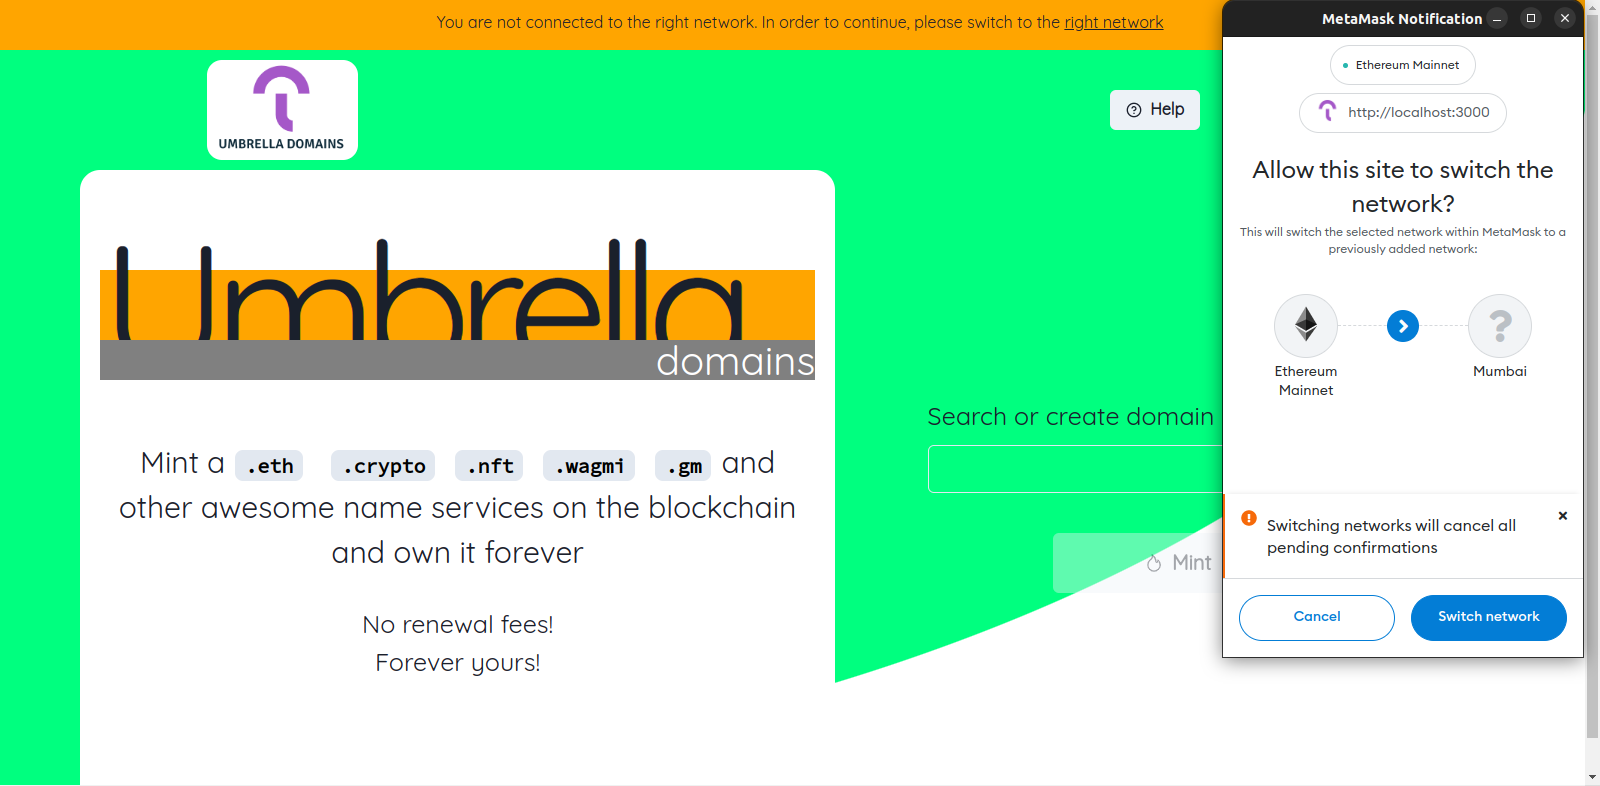 You are not connected to the right network. In order to continue, please switch to the right network
UMBRELLA DOMAINS
Help
Umbrella
domains
Mint a .eth .crypto .nft .wagmi .gm and
other awesome name services on the blockchain
and own it forever
No renewal fees!
Forever yours!
Search or create domain
Mint
MetaMask Notification
Ethereum Mainnet
http://localhost:3000
Allow this site to switch the
network?
This will switch the selected network within MetaMask to a
previously added network:
Ethereum
Mainnet
Mumbai
Switching networks will cancel all
pending confirmations
Cancel
Switch network